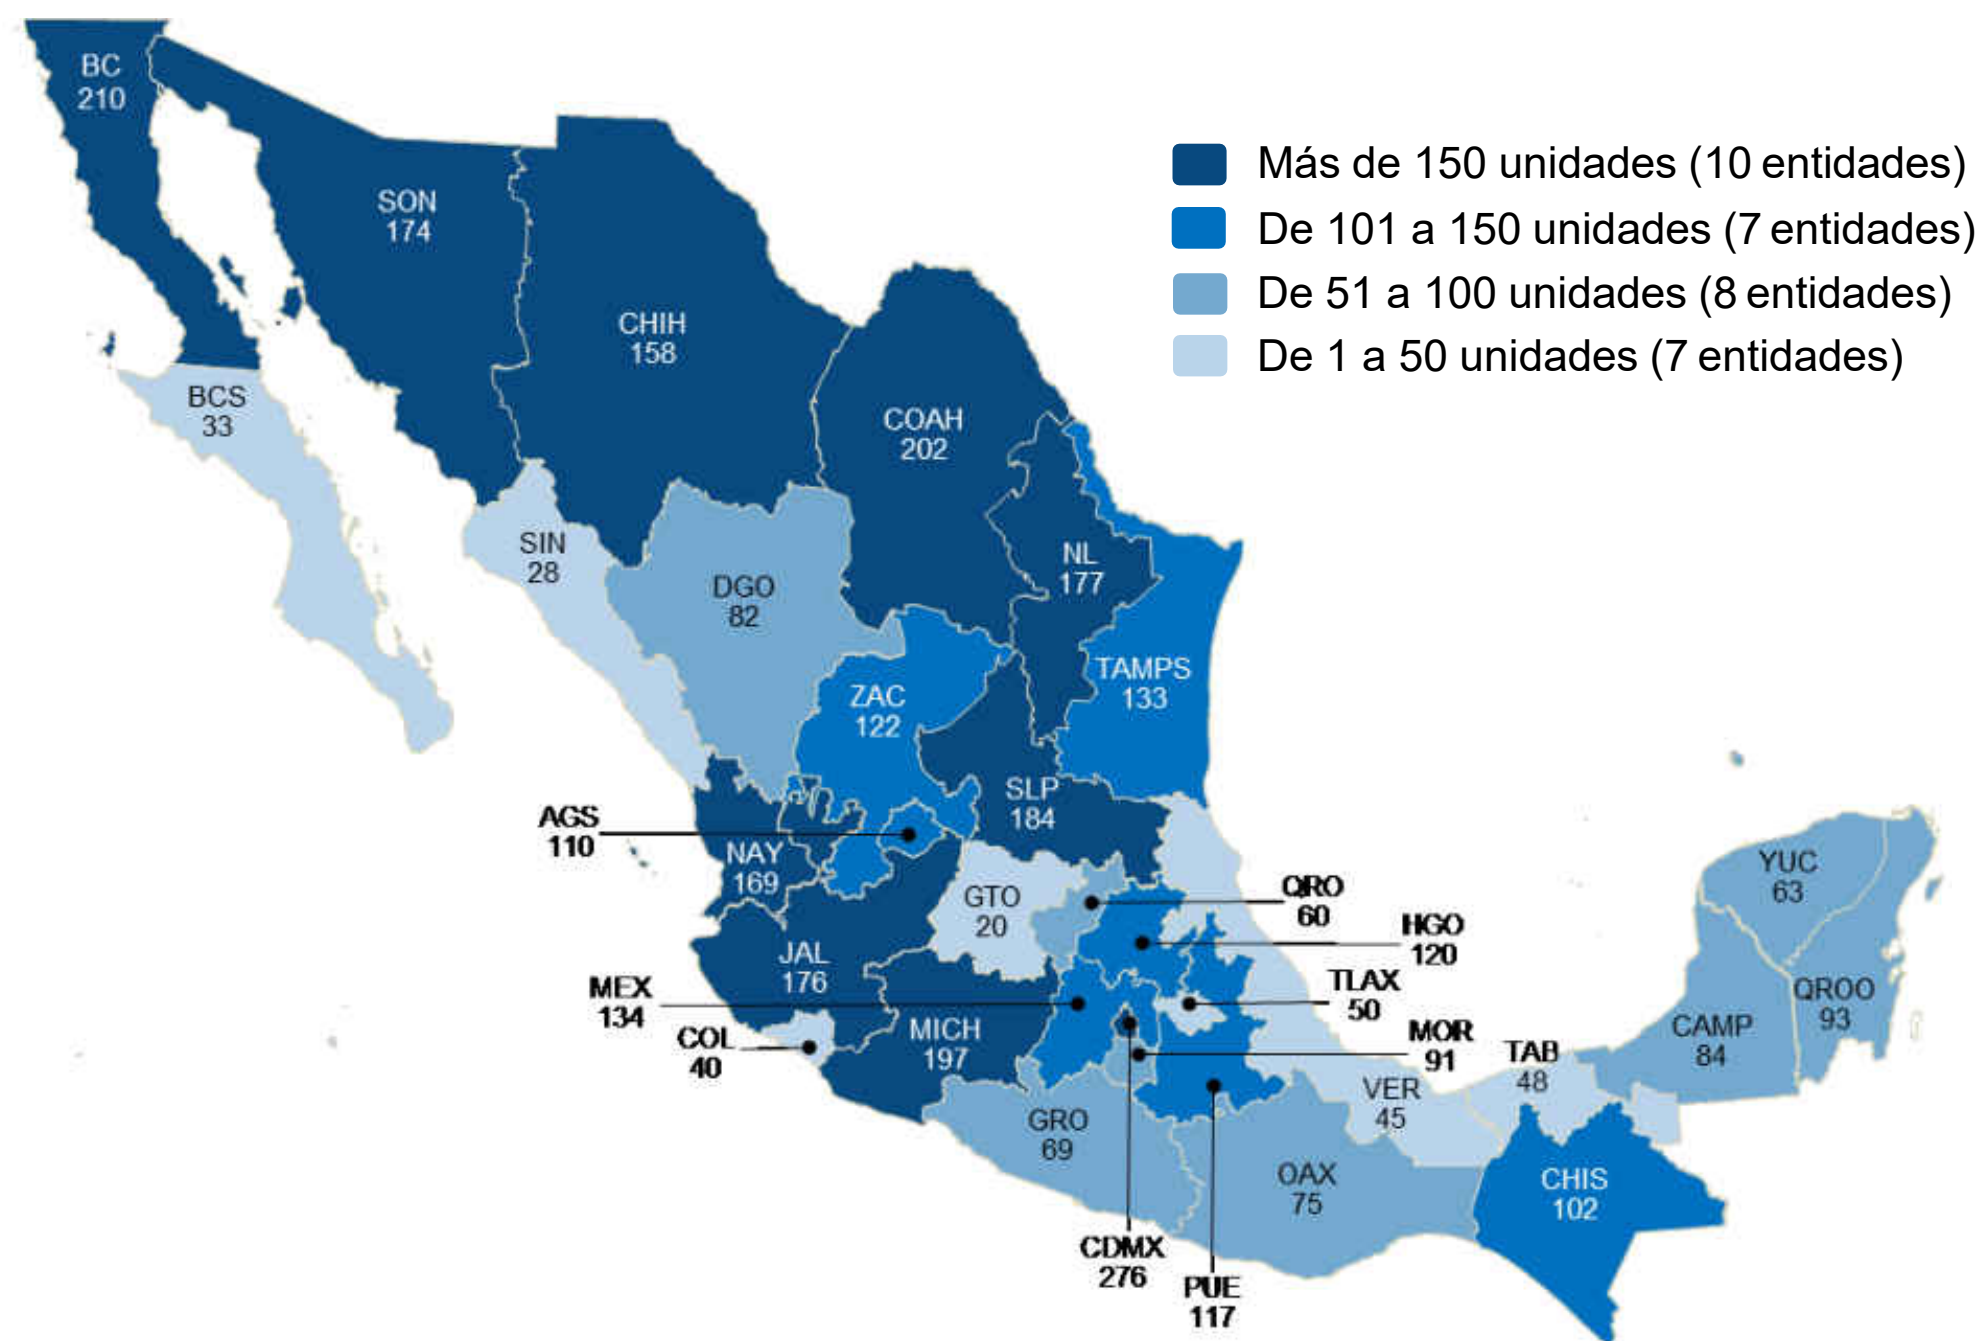 BC
210
SON
174
CHIH
158
Más de 150 unidades (10 entidades)
De 101 a 150 unidades (7 entidades)
De 51 a 100 unidades (8 entidades)
De 1 a 50 unidades (7 entidades)
BCS
33
COAH
202
SIN
28
DGO
82
NL
177
ZAC
122
TAMPS
133
SLP
184
AGS
110
NAY
169
GTO
20
QRO
60
HGO
120
YUC
63
JAL
176
MEX
134
TLAX
50
QROO
93
COL
40
MICH
197
MOR
91
TAB
48
CAMP
84
VER
45
GRO
69
OAX
75
CHIS
102
CDMX
276
PUE
117